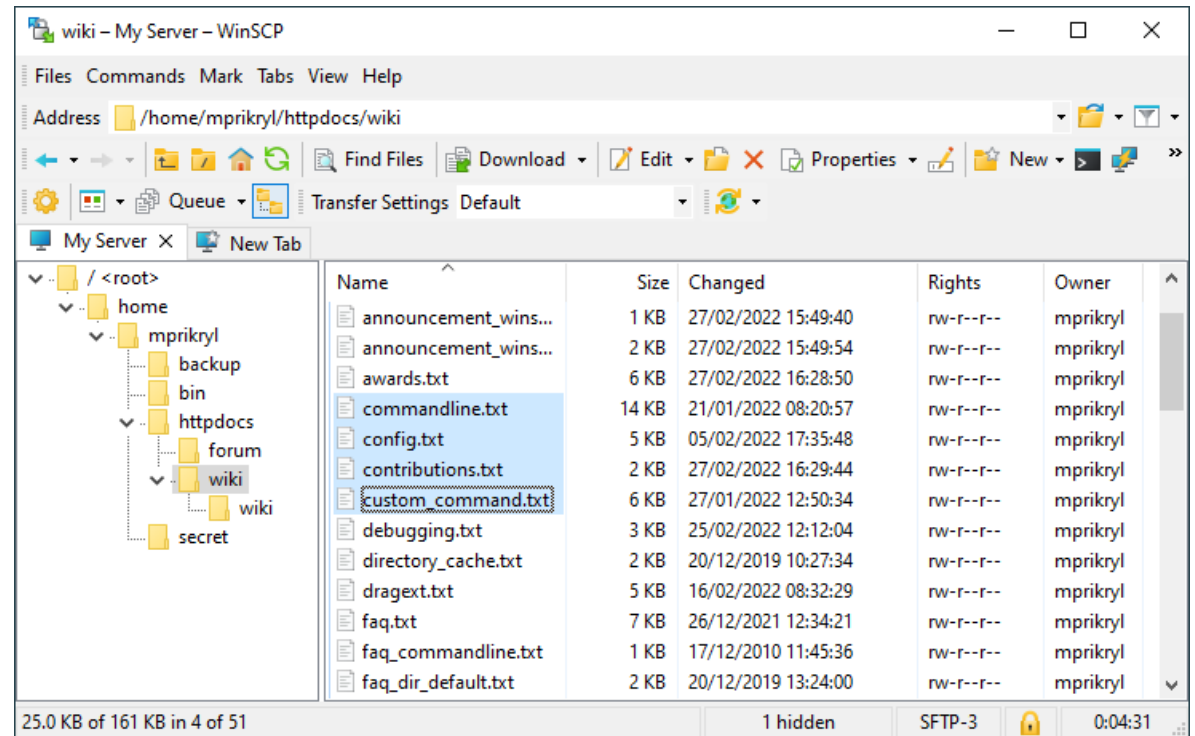 wiki – My Server – WinSCP
Files Commands Mark Tabs View Help
Address /home/mprikryl/httpdocs/wiki
Find Files Download Edit Properties New »
Queue Transfer Settings Default
My Server New Tab
/ <root>
home
mprikryl
backup
bin
httpdocs
forum
wiki
wiki
secret
Name Size Changed Rights Owner
announcement_wins... 1 KB 27/02/2022 15:49:40 rw-r--r-- mprikryl
announcement_wins... 2 KB 27/02/2022 15:49:54 rw-r--r-- mprikryl
awards.txt 6 KB 27/02/2022 16:28:50 rw-r--r-- mprikryl
commandline.txt 14 KB 21/01/2022 08:20:57 rw-r--r-- mprikryl
config.txt 5 KB 05/02/2022 17:35:48 rw-r--r-- mprikryl
contributions.txt 2 KB 27/02/2022 16:29:44 rw-r--r-- mprikryl
custom_command.txt 6 KB 27/01/2022 12:50:34 rw-r--r-- mprikryl
debugging.txt 3 KB 25/02/2022 12:12:04 rw-r--r-- mprikryl
directory_cache.txt 2 KB 20/12/2019 10:27:34 rw-r--r-- mprikryl
dragext.txt 5 KB 16/02/2022 08:32:29 rw-r--r-- mprikryl
faq.txt 7 KB 26/12/2021 12:34:21 rw-r--r-- mprikryl
faq_commandline.txt 1 KB 17/12/2010 11:45:36 rw-r--r-- mprikryl
faq_dir_default.txt 2 KB 20/12/2019 13:24:00 rw-r--r-- mprikryl
25.0 KB of 161 KB in 4 of 51 1 hidden SFTP-3 0:04:31